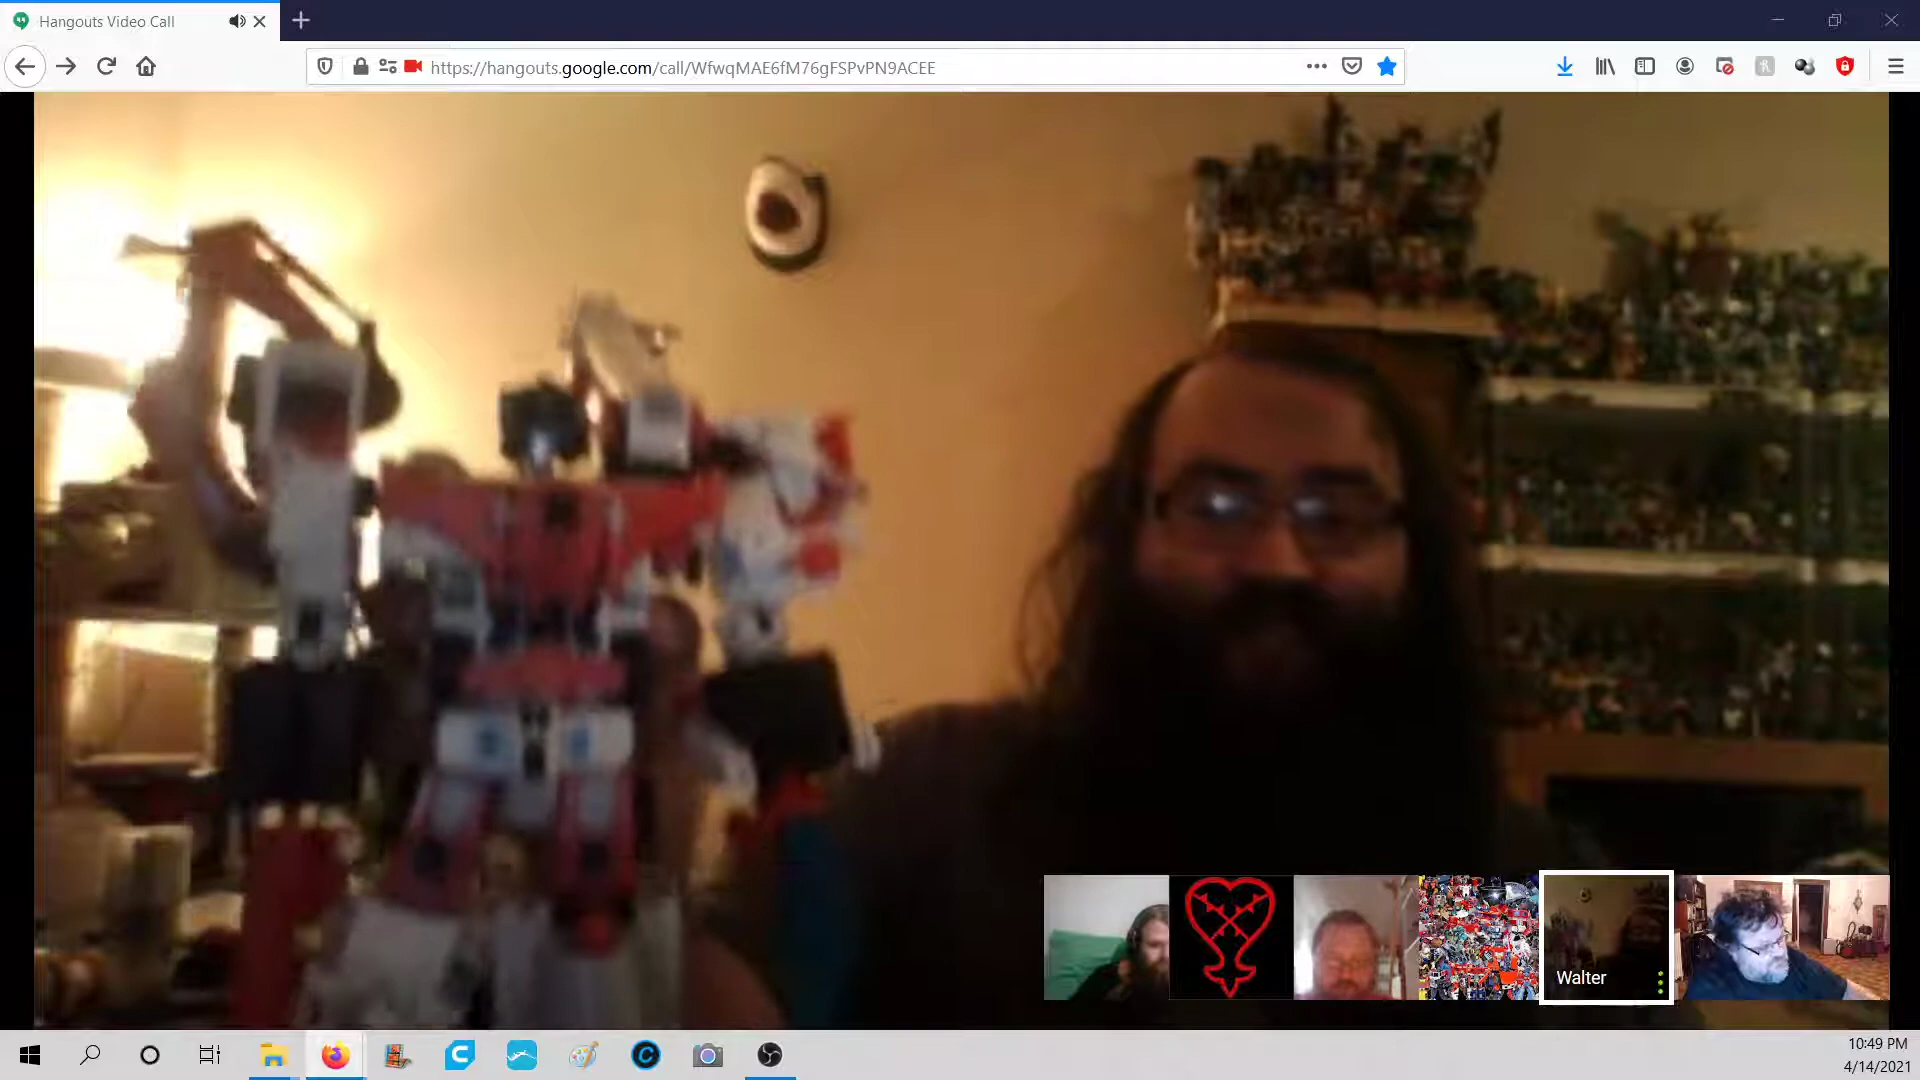 Hangouts Video Call
https://hangouts.google.com/call/WfwqMAE6fM76gFSPvPN9ACEE
Walter
10:49 PM
4/14/2021